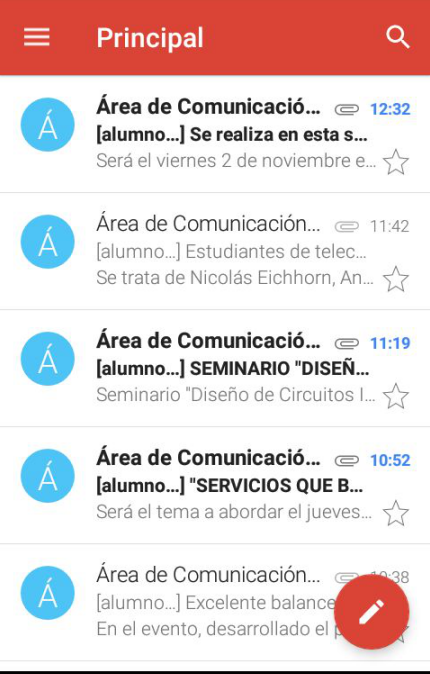 Principal
Á
Área de Comunicació... 12:32
[alumno...] Se realiza en esta s...
Será el viernes 2 de noviembre e...
Á
Área de Comunicación... 11:42
[alumno...] Estudiantes de telec...
Se trata de Nicolás Eichhorn, An...
Á
Área de Comunicació... 11:19
[alumno...] SEMINARIO "DISEÑ...
Seminario "Diseño de Circuitos I...
Á
Área de Comunicació... 10:52
[alumno...] "SERVICIOS QUE B...
Será el tema a abordar el jueves...
Á
Área de Comunicación... :38
[alumno...] Excelente balance
En el evento, desarrollado el